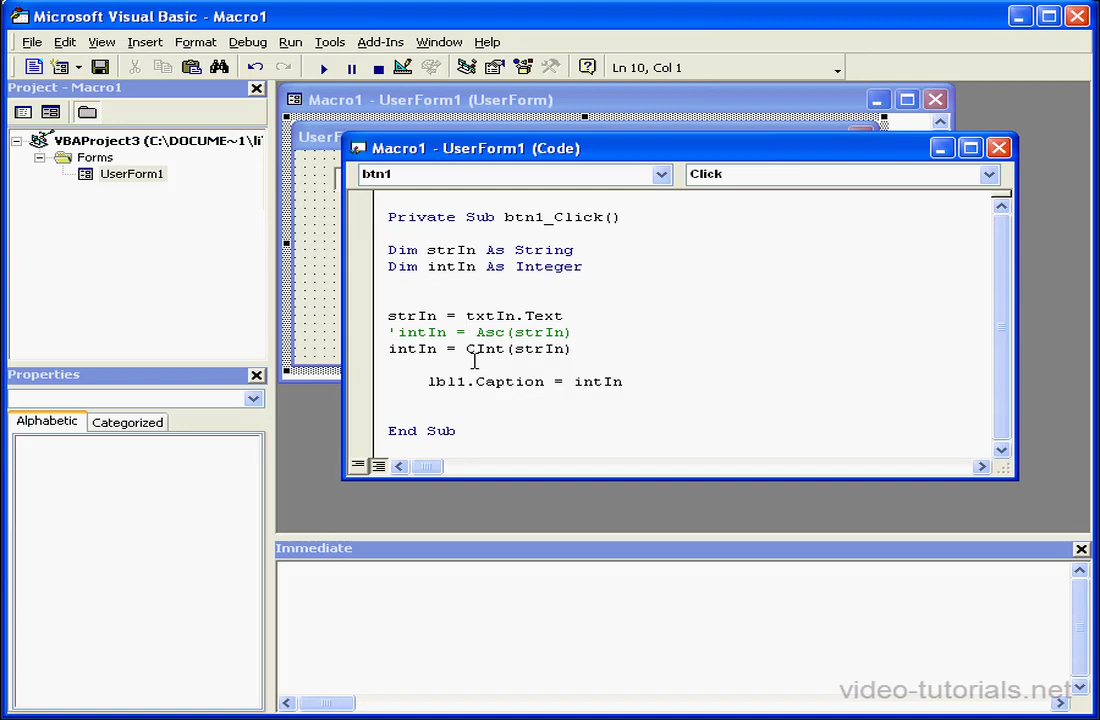 Microsoft Visual Basic - Macro1
File Edit View Insert Format Debug Run Tools Add-Ins Window Help
Ln 10, Col 1
Project - Macro1
VBAProject3 (C:\DOCUME~1\li
Forms
UserForm1
Properties
Alphabetic Categorized
Macro1 - UserForm1 (UserForm)
UserF
Macro1 - UserForm1 (Code)
btn1 Click
Private Sub btn1_Click()
Dim strIn As String
Dim intIn As Integer
strIn = txtIn.Text
'intIn = Asc(strIn)
intIn = CInt(strIn)
lbl1.Caption = intIn
End Sub
Immediate
video-tutorials.net